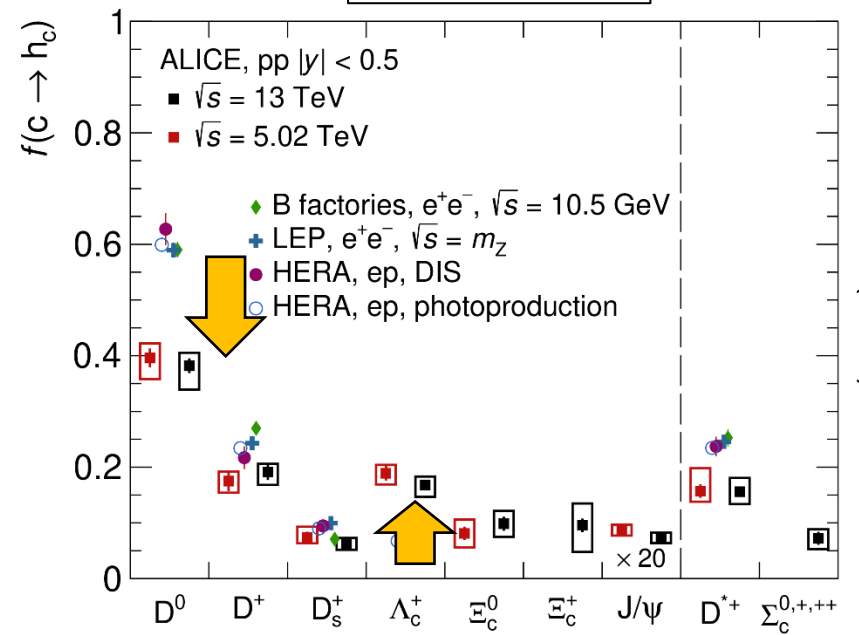 f(c → h_c)
1
0.8
0.6
0.4
0.2
0
ALICE, pp |y| < 0.5
√s = 13 TeV
√s = 5.02 TeV
B factories, e⁺e⁻, √s = 10.5 GeV
LEP, e⁺e⁻, √s = m_Z
HERA, ep, DIS
HERA, ep, photoproduction
× 20
D⁰ D⁺ D_s⁺ Λ_c⁺ Ξ_c⁰ Ξ_c⁺ J/ψ D*⁺ Σ_c⁰,⁺,⁺⁺